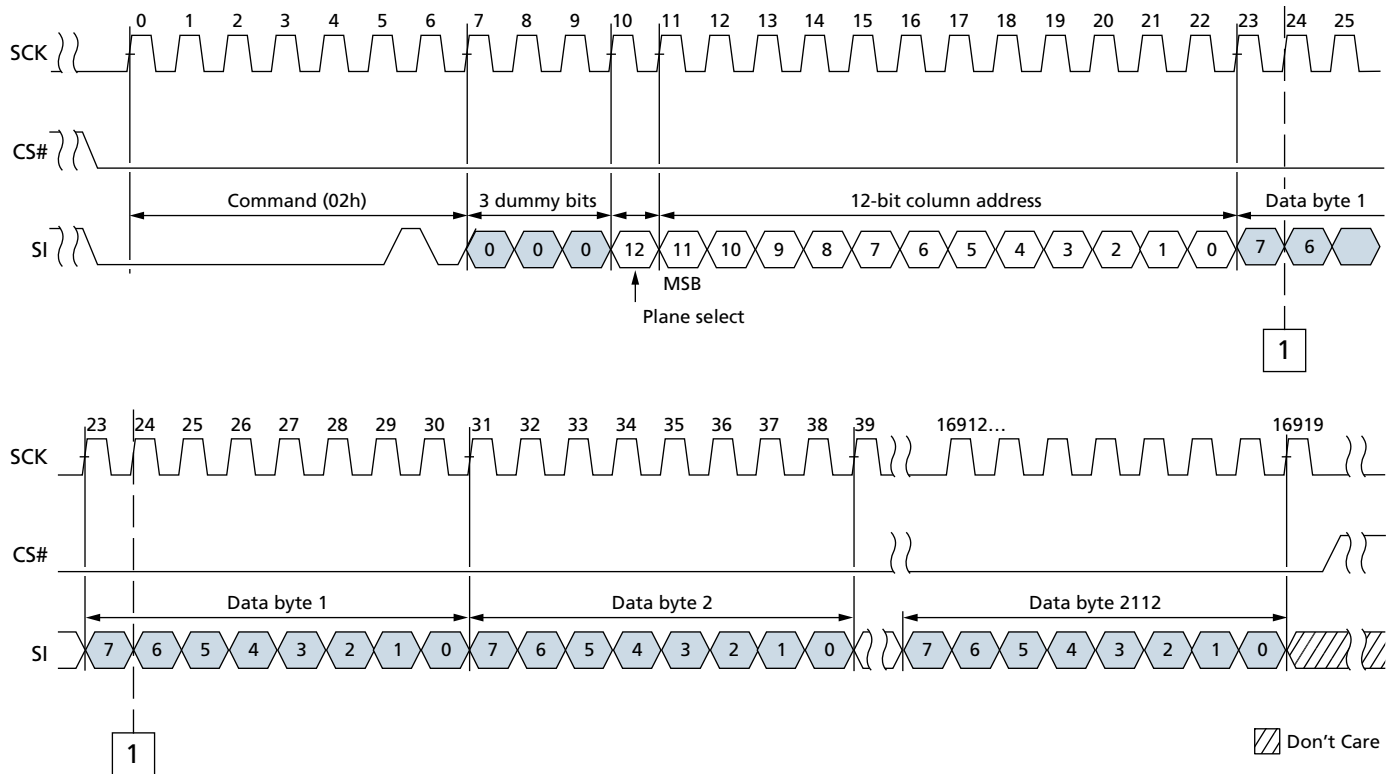 0 1 2 3 4 5 6 7 8 9 10 11 12 13 14 15 16 17 18 19 20 21 22 23 24 25
SCK
CS#
Command (02h) 3 dummy bits 12-bit column address Data byte 1
SI 0 0 0 12 11 10 9 8 7 6 5 4 3 2 1 0 7 6
MSB
Plane select
1
23 24 25 26 27 28 29 30 31 32 33 34 35 36 37 38 39 16912... 16919
SCK
CS#
Data byte 1 Data byte 2 Data byte 2112
SI 7 6 5 4 3 2 1 0 7 6 5 4 3 2 1 0 7 6 5 4 3 2 1 0
1
Don't Care